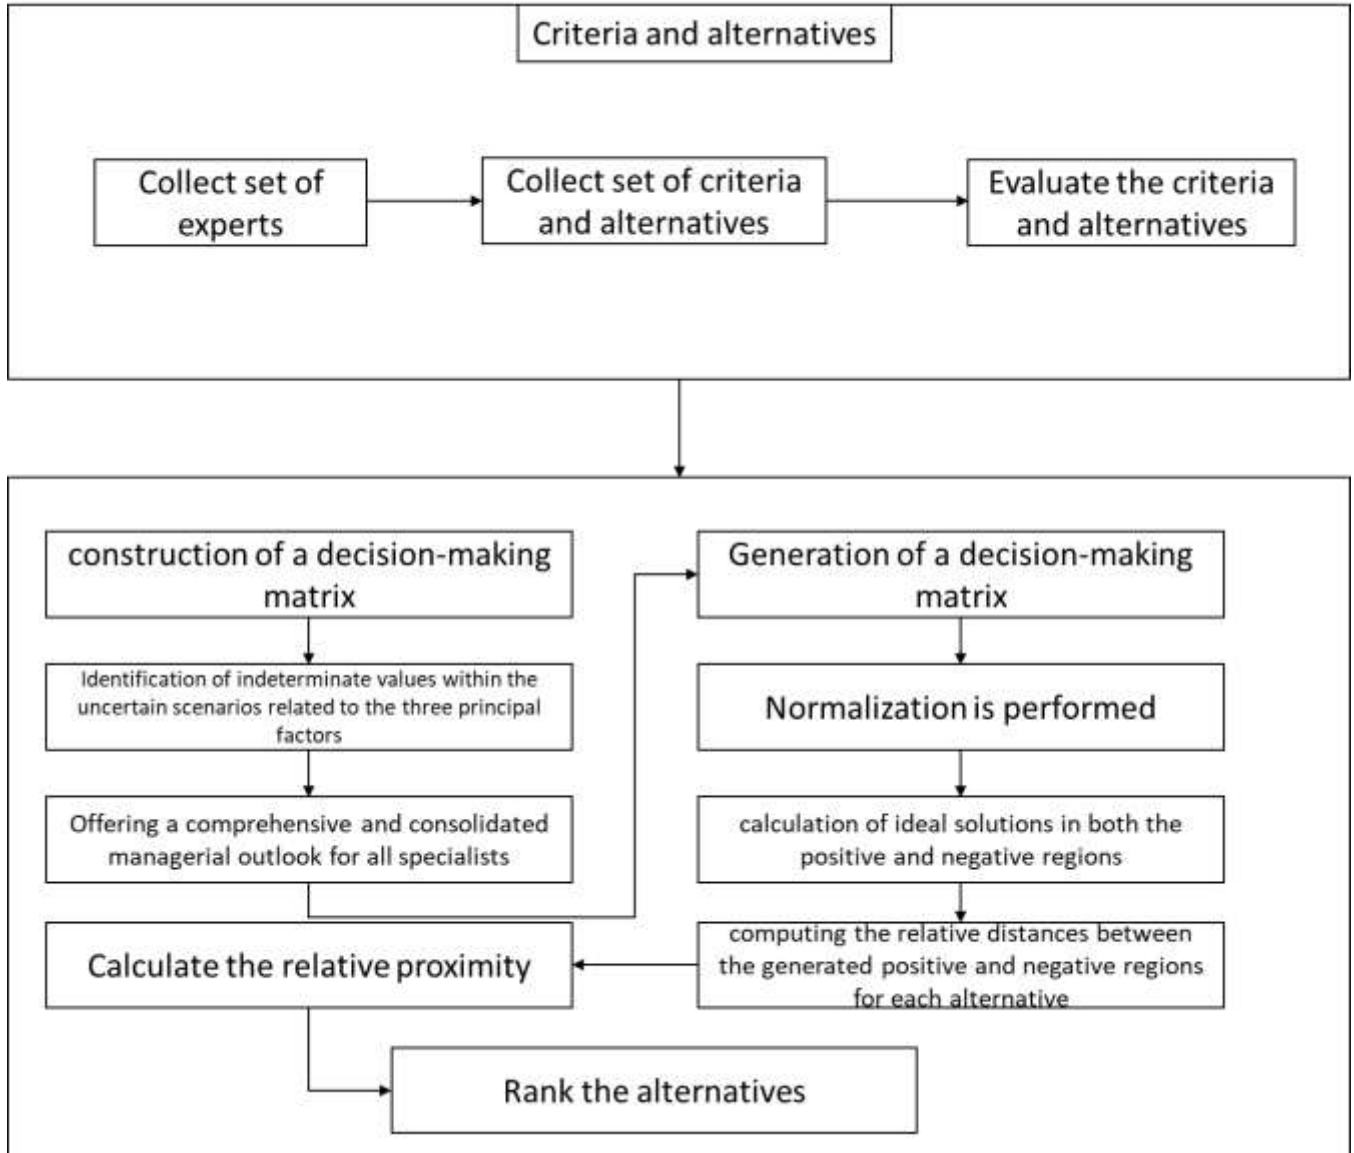 Criteria and alternatives
Collect set of
experts
Collect set of criteria
and alternatives
Evaluate the criteria
and alternatives
construction of a decision-making
matrix
Identification of indeterminate values within the
uncertain scenarios related to the three principal
factors
Offering a comprehensive and consolidated
managerial outlook for all specialists
Generation of a decision-making
matrix
Normalization is performed
calculation of ideal solutions in both the
positive and negative regions
computing the relative distances between
the generated positive and negative regions
for each alternative
Calculate the relative proximity
Rank the alternatives